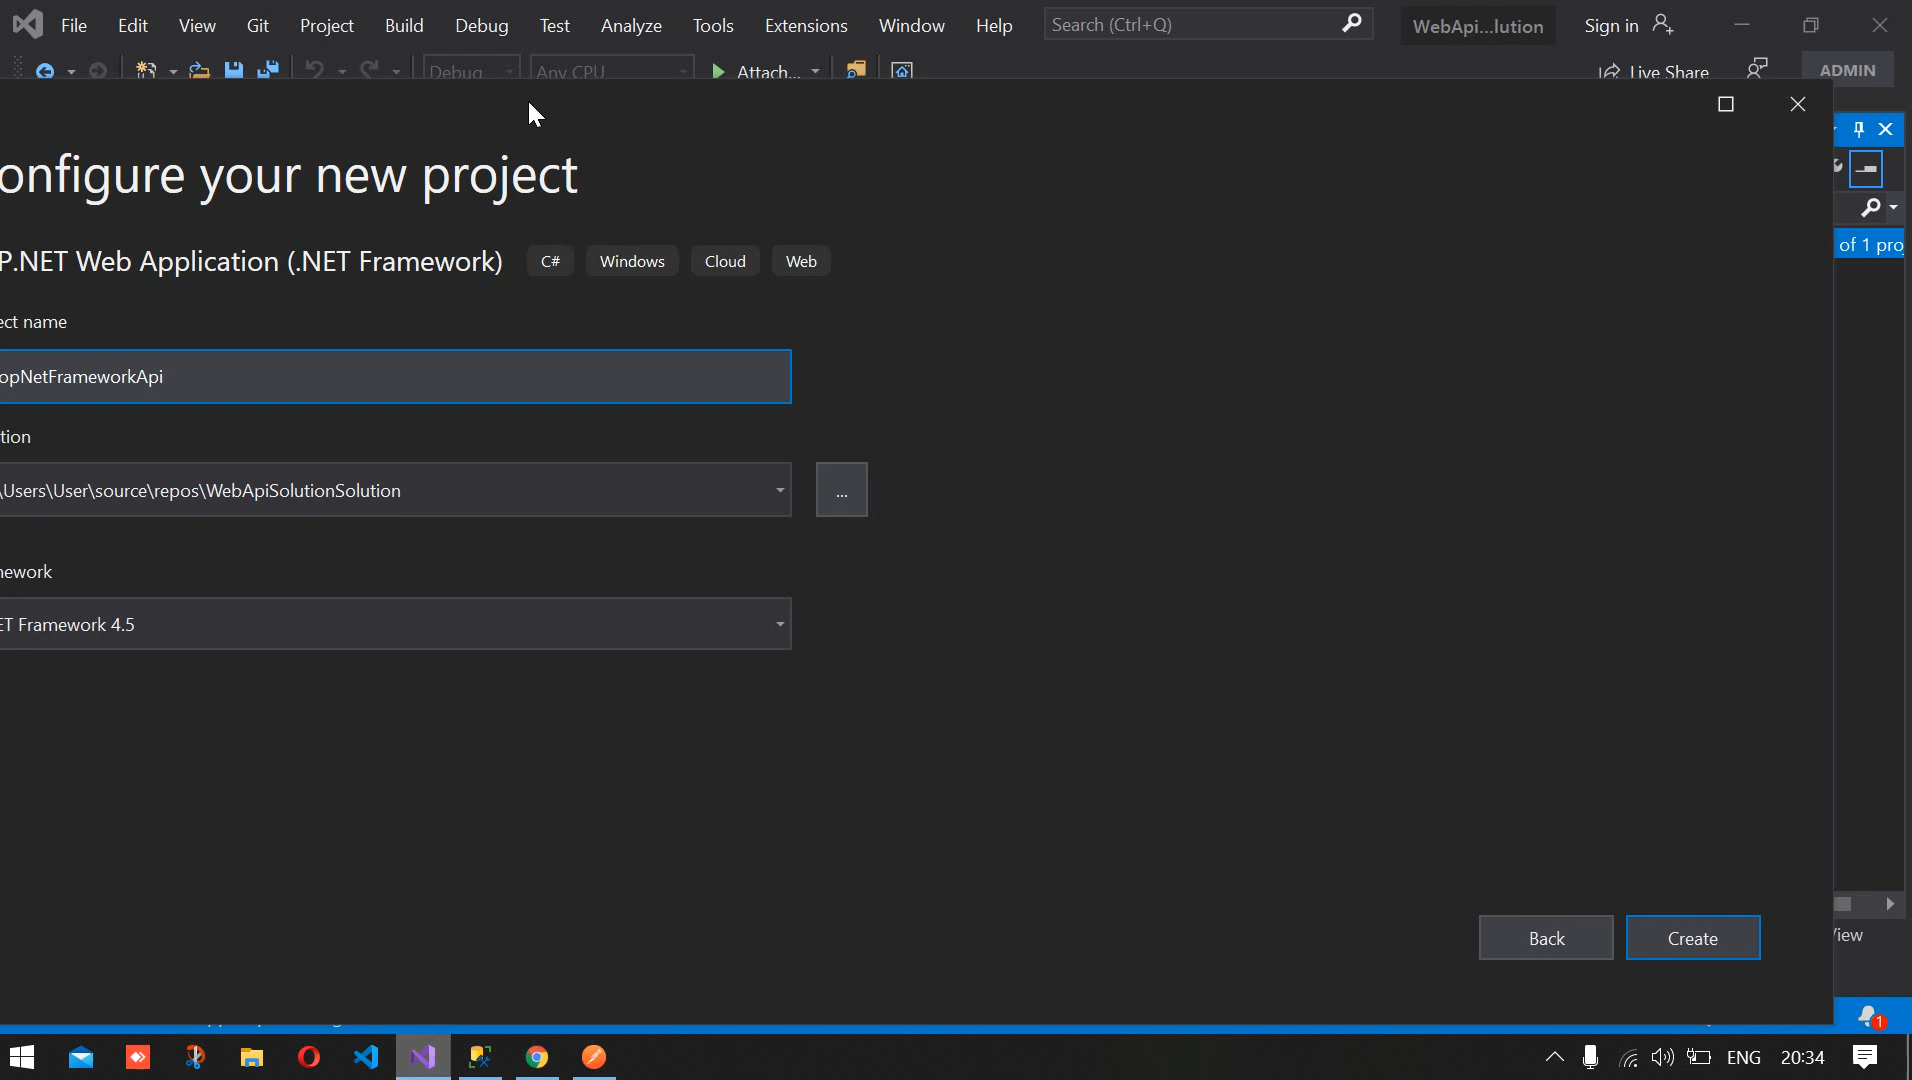 File Edit View Git Project Build Debug Test Analyze Tools Extensions Window Help Search (Ctrl+Q) WebApi...lution Sign in
Debug Any CPU Attach... Live Share ADMIN
onfigure your new project
P.NET Web Application (.NET Framework) C# Windows Cloud Web
of 1 proj
ect name
opNetFrameworkApi
tion
\Users\User\source\repos\WebApiSolutionSolution
...
nework
ET Framework 4.5
Back Create
View
1
ENG 20:34